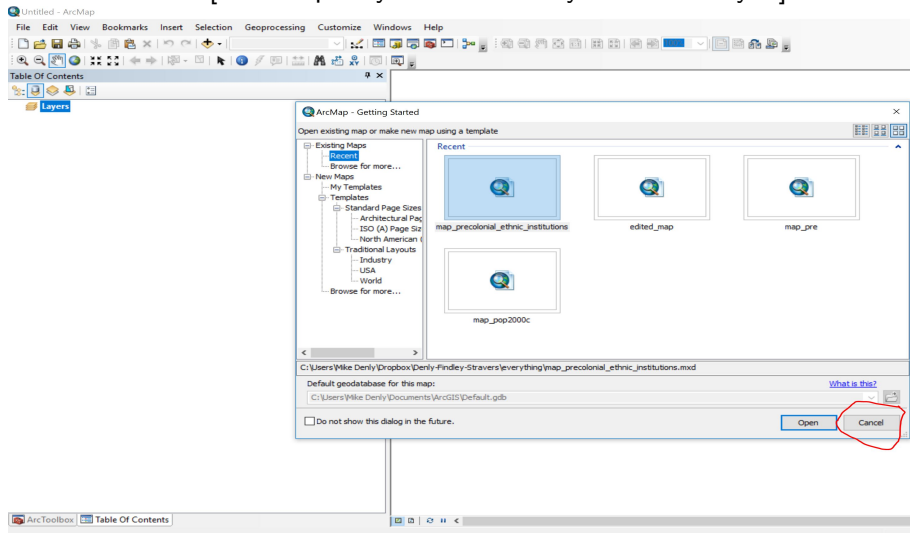 Untitled - ArcMap
File Edit View Bookmarks Insert Selection Geoprocessing Customize Windows Help
Table Of Contents
Layers
ArcMap - Getting Started
Open existing map or make new map using a template
Existing Maps
Recent
Browse for more...
New Maps
My Templates
Templates
Standard Page Sizes
Architectural Pag
ISO (A) Page Siz
North American (
Traditional Layouts
Industry
USA
World
Browse for more...
Recent
map_precolonial_ethnic_institutions edited_map map_pre
map_pop2000c
C:\Users\Mike Denly\Dropbox\Denly-Findley-Stravers\everything\map_precolonial_ethnic_institutions.mxd
Default geodatabase for this map: What is this?
C:\Users\Mike Denly\Documents\ArcGIS\Default.gdb
Do not show this dialog in the future. Open Cancel
ArcToolbox Table Of Contents